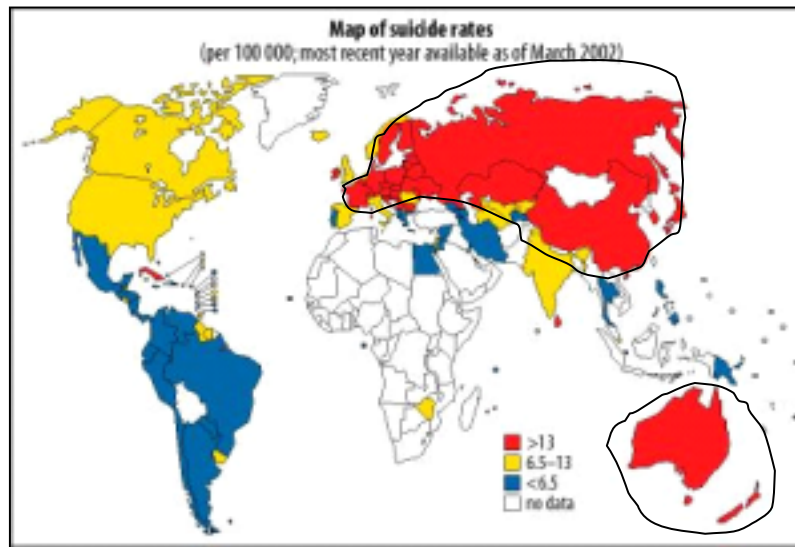 Map of suicide rates
(per 100 000; most recent year available as of March 2002)
>13
6.5–13
<6.5
no data